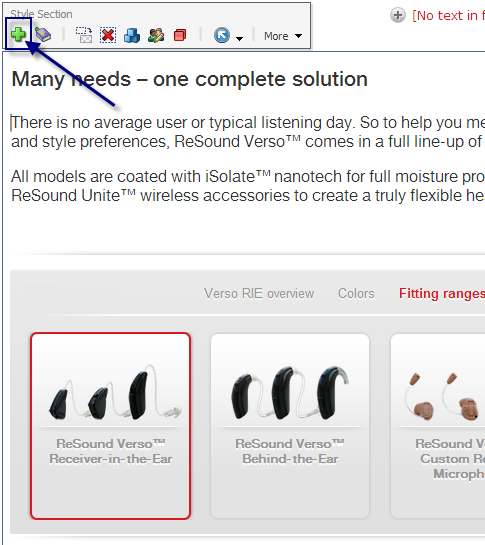 Style Section
[No text in f
More
Many needs – one complete solution
There is no average user or typical listening day. So to help you me
and style preferences, ReSound Verso™ comes in a full line-up of
All models are coated with iSolate™ nanotech for full moisture pro
ReSound Unite™ wireless accessories to create a truly flexible hea
Verso RIE overview Colors Fitting ranges
ReSound Verso™
Receiver-in-the-Ear
ReSound Verso™
Behind-the-Ear
ReSound V
Custom Re
Microph